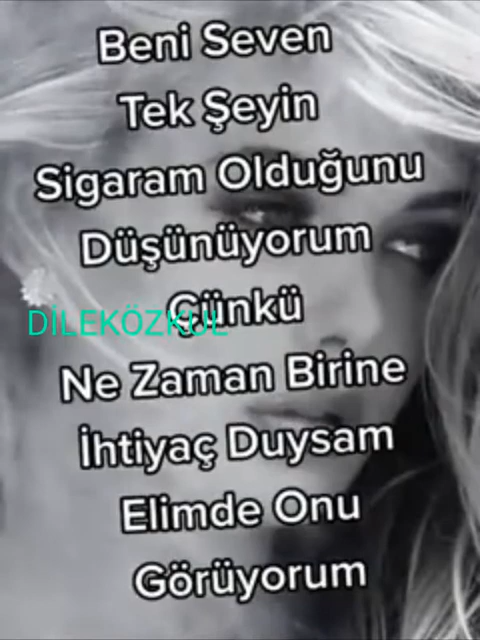 Beni Seven
Tek Şeyin
Sigaram Olduğunu
Düşünüyorum
Çünkü
DİLEKÖZKUL
Ne Zaman Birine
İhtiyaç Duysam
Elimde Onu
Görüyorum